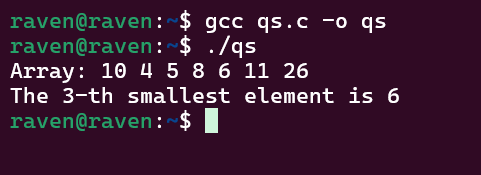 raven@raven:~$ gcc qs.c -o qs
raven@raven:~$ ./qs
Array: 10 4 5 8 6 11 26
The 3-th smallest element is 6
raven@raven:~$